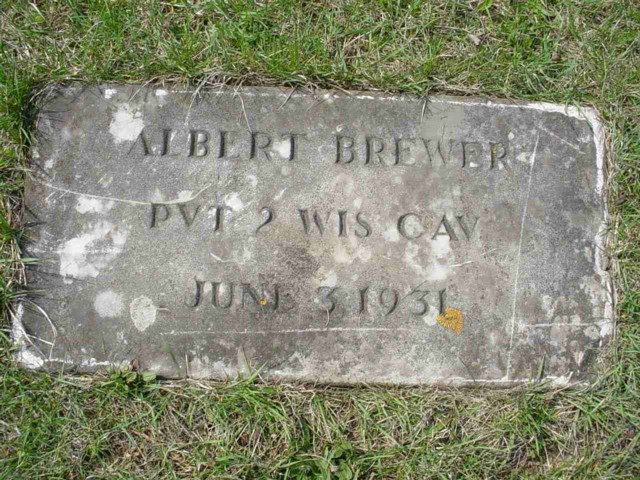 ALBERT BREWER
PVT 2 WIS CAV
JUNE 3 1931